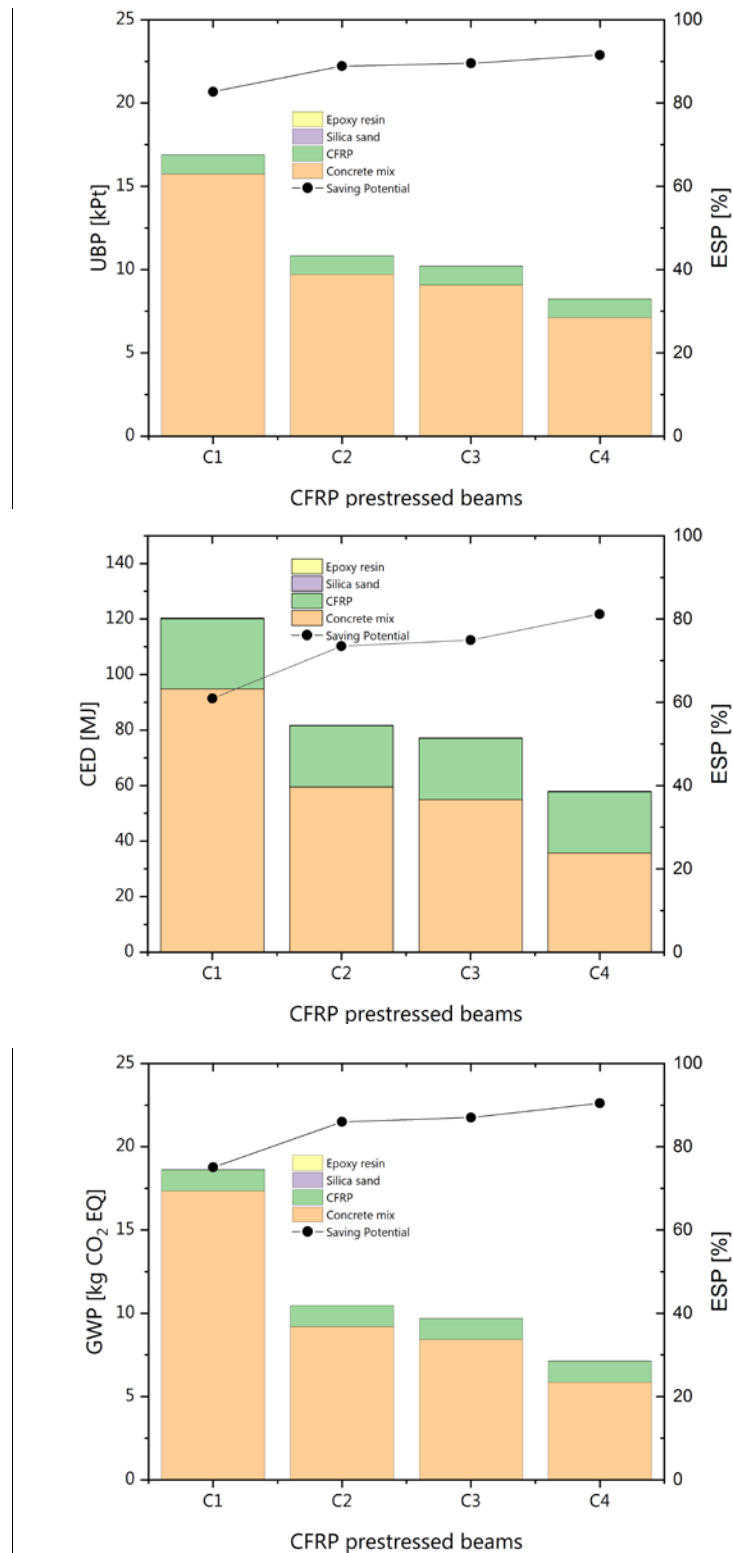 25
20
15
10
5
0
UBP [kPt]
100
80
60
40
20
0
ESP [%]
Epoxy resin
Silica sand
CFRP
Concrete mix
Saving Potential
C1 C2 C3 C4
CFRP prestressed beams
140
120
100
80
60
40
20
0
CED [MJ]
100
80
60
40
20
0
ESP [%]
Epoxy resin
Silica sand
CFRP
Concrete mix
Saving Potential
C1 C2 C3 C4
CFRP prestressed beams
25
20
15
10
5
0
GWP [kg CO₂ EQ]
100
80
60
40
20
0
ESP [%]
Epoxy resin
Silica sand
CFRP
Concrete mix
Saving Potential
C1 C2 C3 C4
CFRP prestressed beams